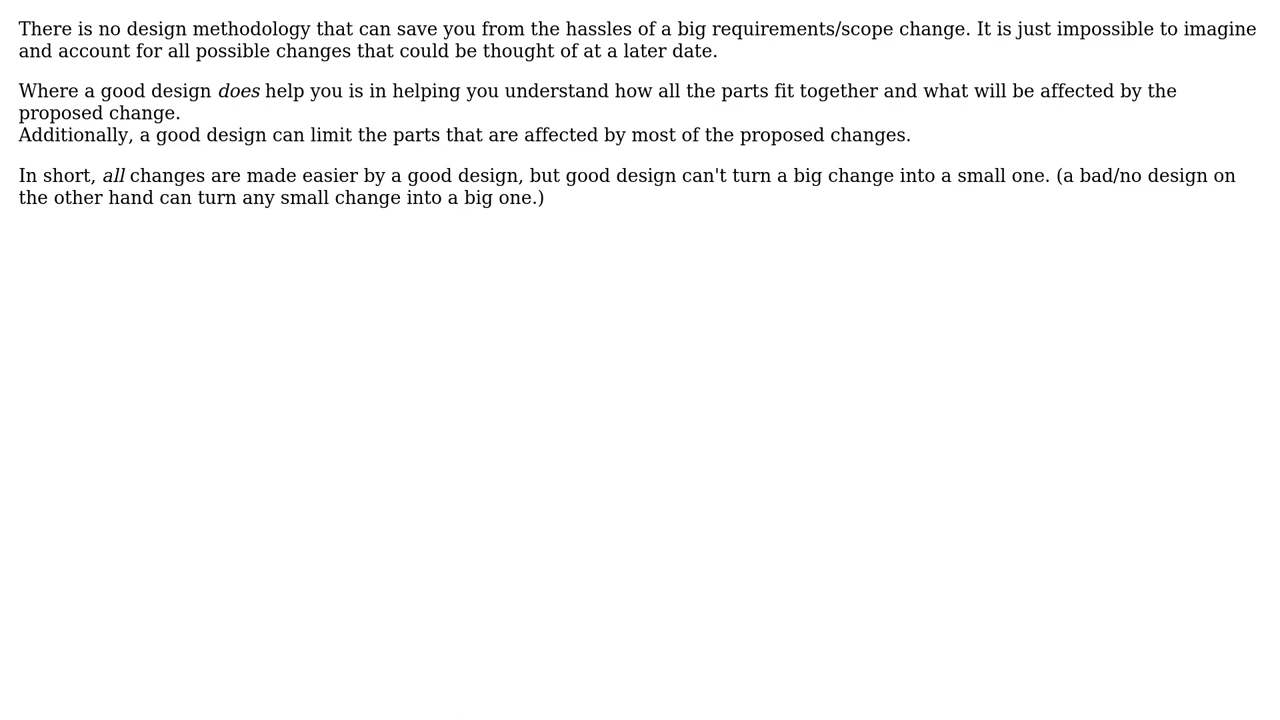 There is no design methodology that can save you from the hassles of a big requirements/scope change. It is just impossible to imagine
and account for all possible changes that could be thought of at a later date.
Where a good design does help you is in helping you understand how all the parts fit together and what will be affected by the
proposed change.
Additionally, a good design can limit the parts that are affected by most of the proposed changes.
In short, all changes are made easier by a good design, but good design can't turn a big change into a small one. (a bad/no design on
the other hand can turn any small change into a big one.)